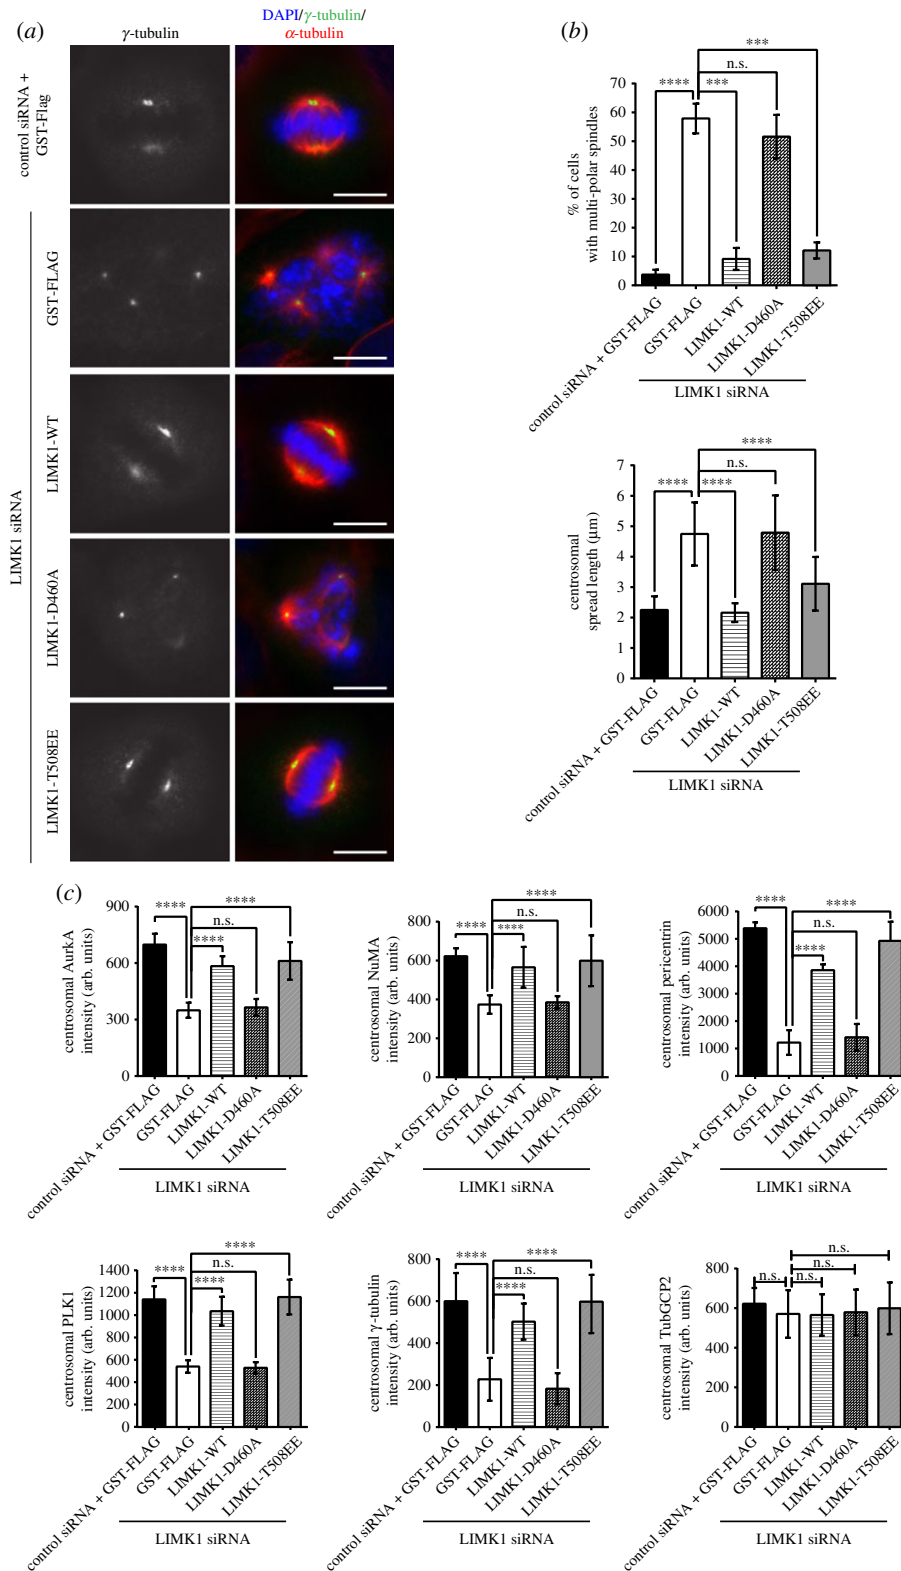 (a)
γ-tubulin
DAPI/γ-tubulin/
α-tubulin
control siRNA +
GST-Flag
LIMK1 siRNA
GST-FLAG
LIMK1-WT
LIMK1-D460A
LIMK1-T508EE
(b)
% of cells
with multi-polar spindles
70
60
50
40
30
20
10
0
****
***
n.s.
***
control siRNA + GST-FLAG
GST-FLAG
LIMK1-WT
LIMK1-D460A
LIMK1-T508EE
LIMK1 siRNA
centrosomal
spread length (μm)
7
6
5
4
3
2
1
0
****
****
n.s.
****
control siRNA + GST-FLAG
GST-FLAG
LIMK1-WT
LIMK1-D460A
LIMK1-T508EE
LIMK1 siRNA
(c)
centrosomal AurkA
intensity (arb. units)
900
600
300
0
****
****
n.s.
****
control siRNA + GST-FLAG
GST-FLAG
LIMK1-WT
LIMK1-D460A
LIMK1-T508EE
LIMK1 siRNA
centrosomal NuMA
intensity (arb. units)
800
600
400
200
0
****
****
n.s.
****
control siRNA + GST-FLAG
GST-FLAG
LIMK1-WT
LIMK1-D460A
LIMK1-T508EE
LIMK1 siRNA
centrosomal pericentrin
intensity (arb. units)
6000
5000
4000
3000
2000
1000
0
****
****
n.s.
****
control siRNA + GST-FLAG
GST-FLAG
LIMK1-WT
LIMK1-D460A
LIMK1-T508EE
LIMK1 siRNA
centrosomal PLK1
intensity (arb. units)
1400
1200
1000
800
600
400
200
0
****
****
n.s.
****
control siRNA + GST-FLAG
GST-FLAG
LIMK1-WT
LIMK1-D460A
LIMK1-T508EE
LIMK1 siRNA
centrosomal γ-tubulin
intensity (arb. units)
800
600
400
200
0
****
****
n.s.
****
control siRNA + GST-FLAG
GST-FLAG
LIMK1-WT
LIMK1-D460A
LIMK1-T508EE
LIMK1 siRNA
centrosomal TubGCP2
intensity (arb. units)
800
600
400
200
0
n.s.
n.s.
n.s.
n.s.
control siRNA + GST-FLAG
GST-FLAG
LIMK1-WT
LIMK1-D460A
LIMK1-T508EE
LIMK1 siRNA